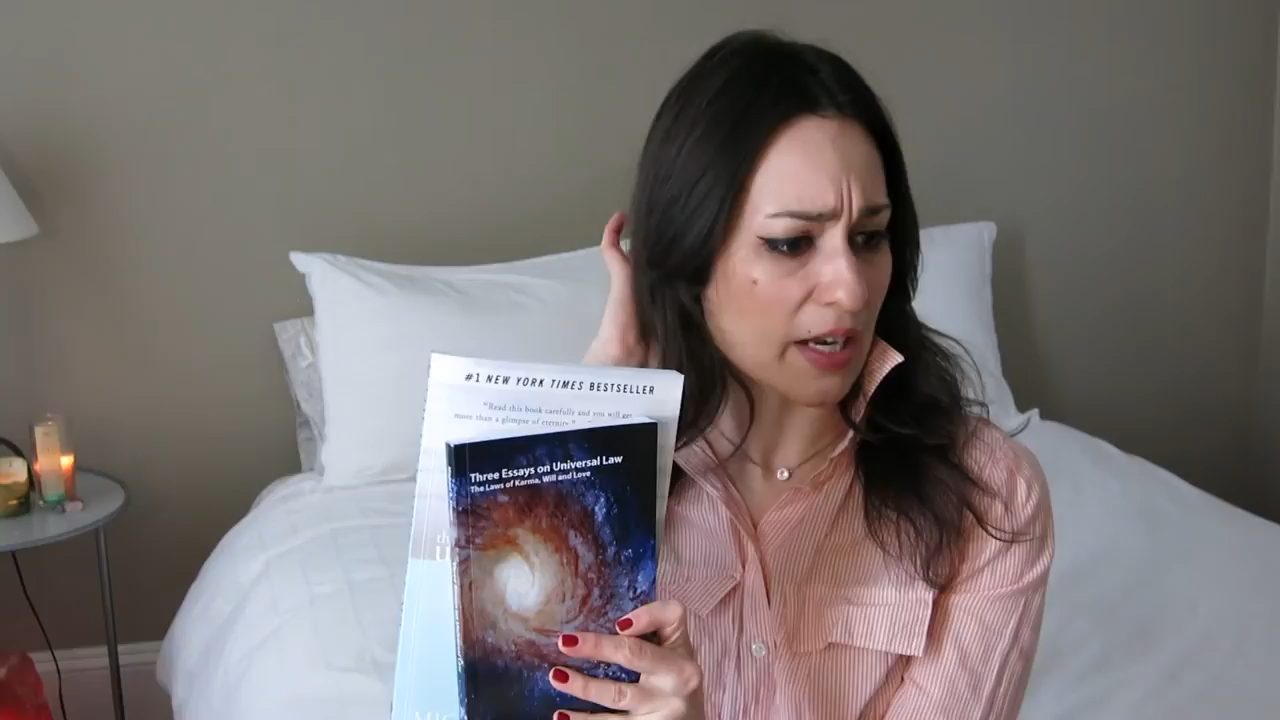 #1 NEW YORK TIMES BESTSELLER
"Read this book carefully and you will get
more than a glimpse of eternity."
Three Essays on Universal Law
The Laws of Karma, Will and Love